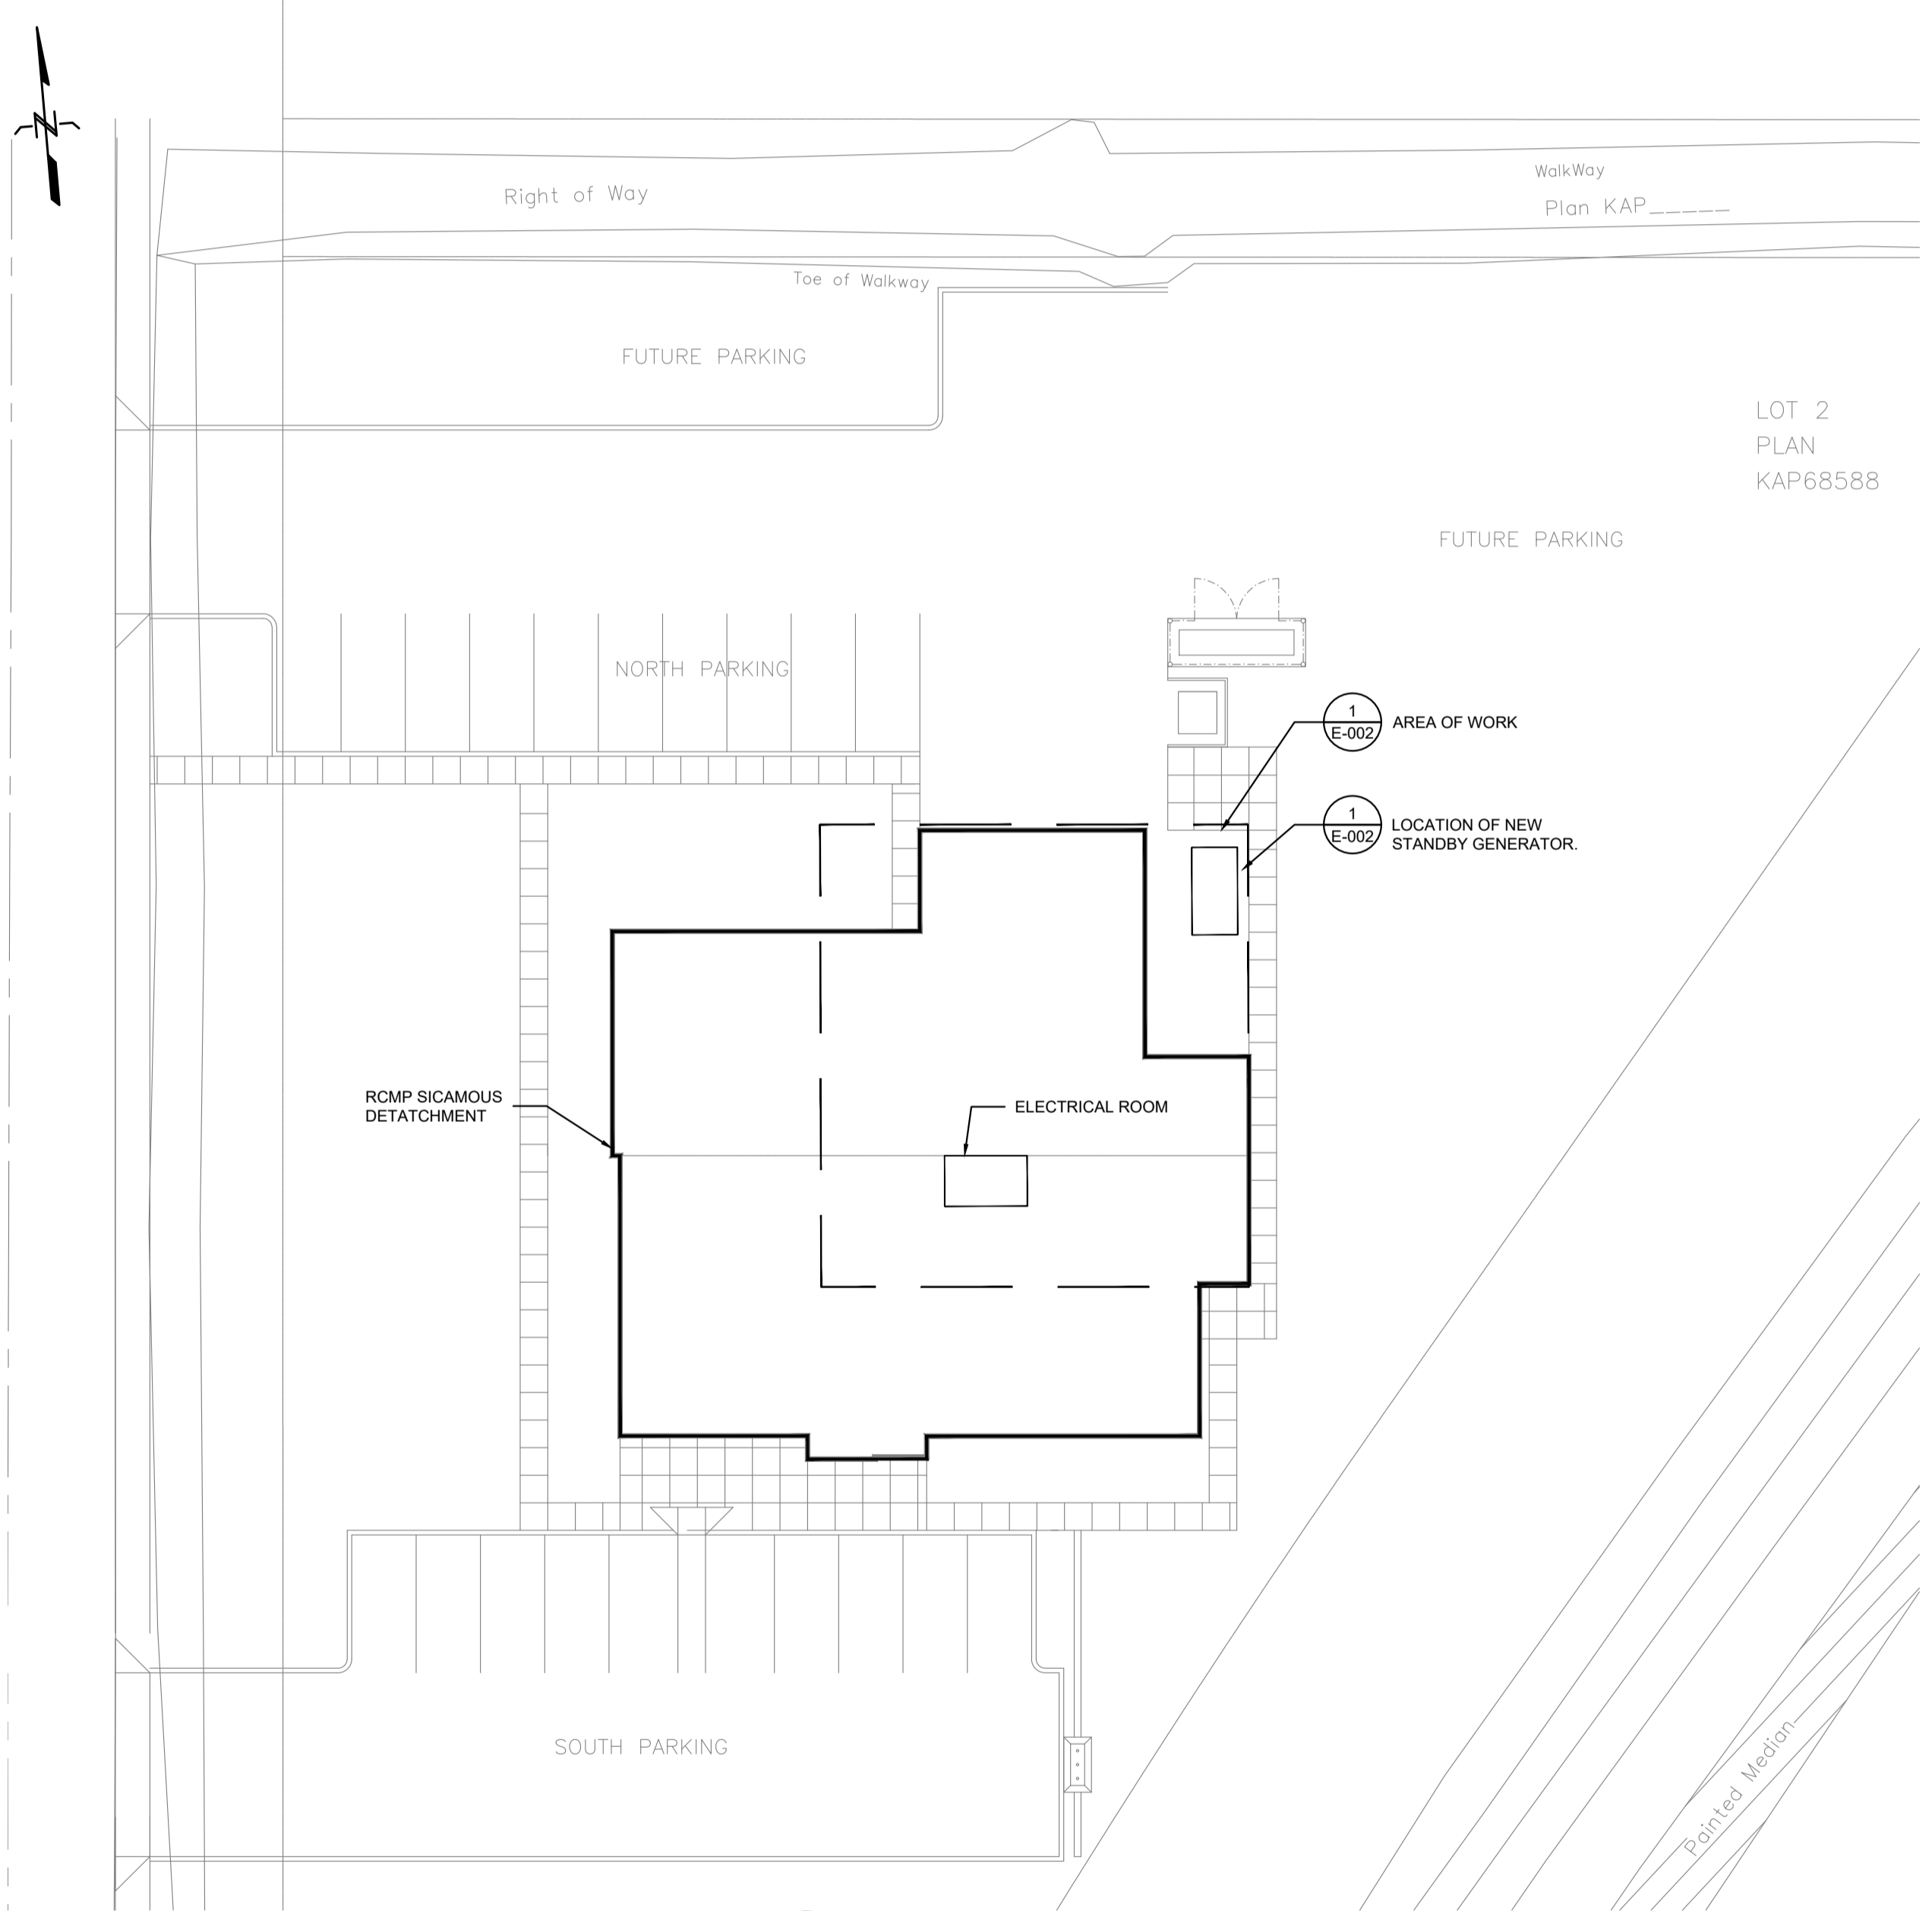 N
Right of Way
WalkWay
Plan KAP_____
Toe of Walkway
FUTURE PARKING
LOT 2
PLAN
KAP68588
FUTURE PARKING
NORTH PARKING
1
E-002
AREA OF WORK
1
E-002
LOCATION OF NEW
STANDBY GENERATOR.
RCMP SICAMOUS
DETATCHMENT
ELECTRICAL ROOM
SOUTH PARKING
Painted Median